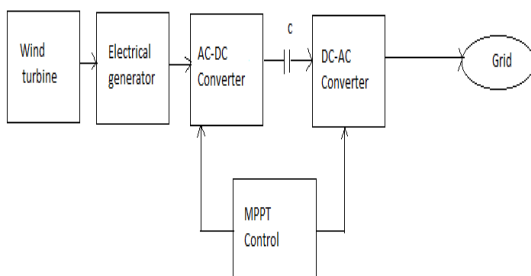 C
Wind
turbine
Electrical
generator
AC-DC
Converter
DC-AC
Converter
Grid
MPPT
Control